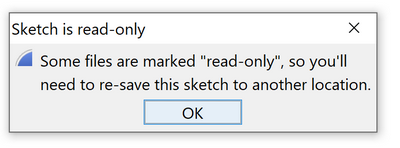 Sketch is read-only
Some files are marked "read-only", so you'll
need to re-save this sketch to another location.
OK